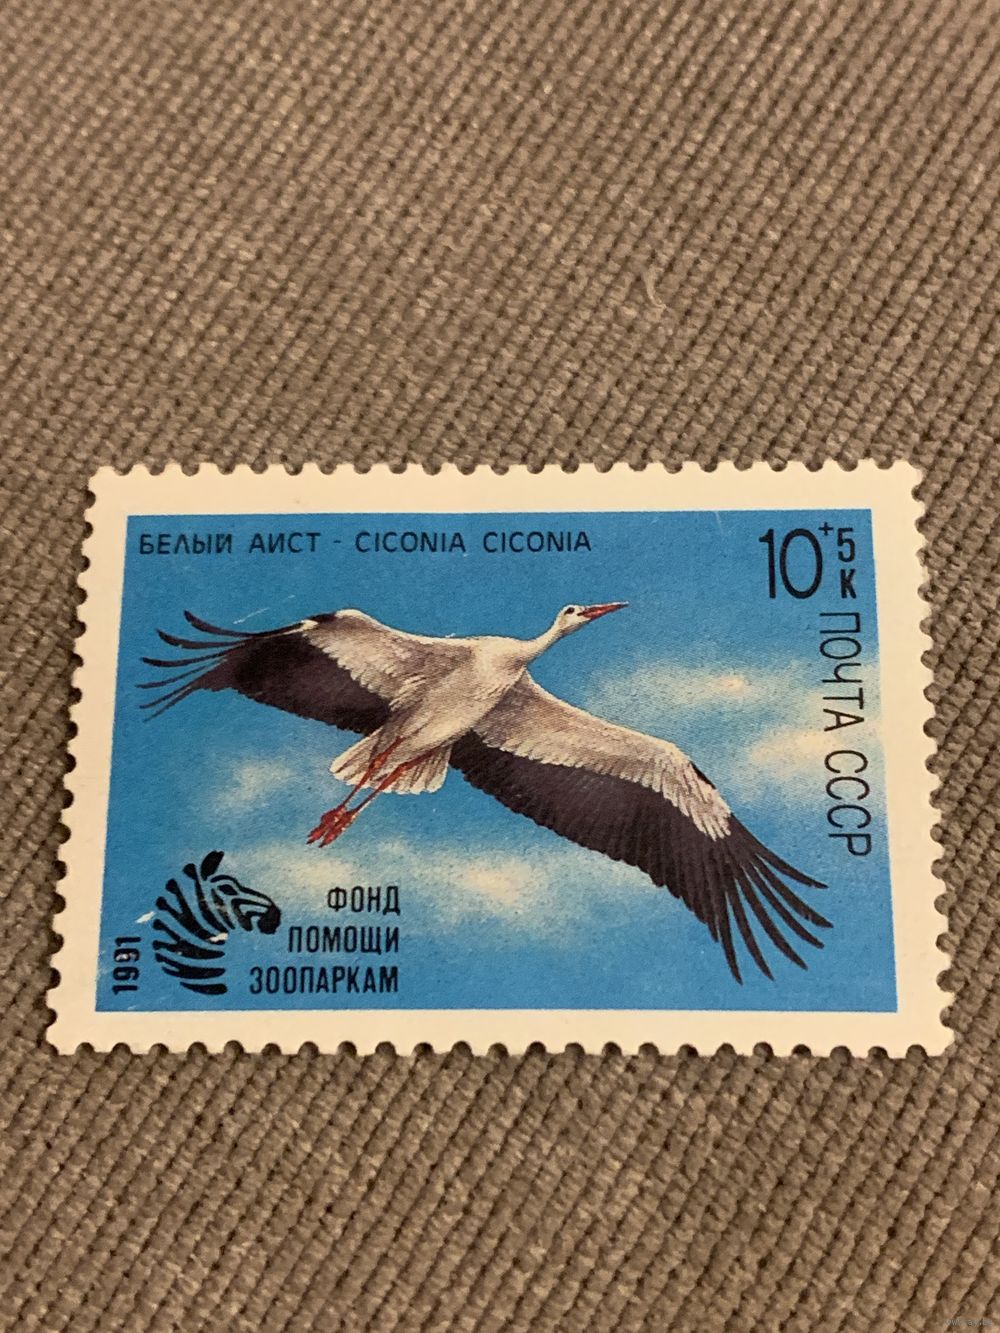 БЕЛЫЙ АИСТ - CICONIA CICONIA
10+5
К
ПОЧТА СССР
1991
ФОНД
ПОМОЩИ
ЗООПАРКАМ